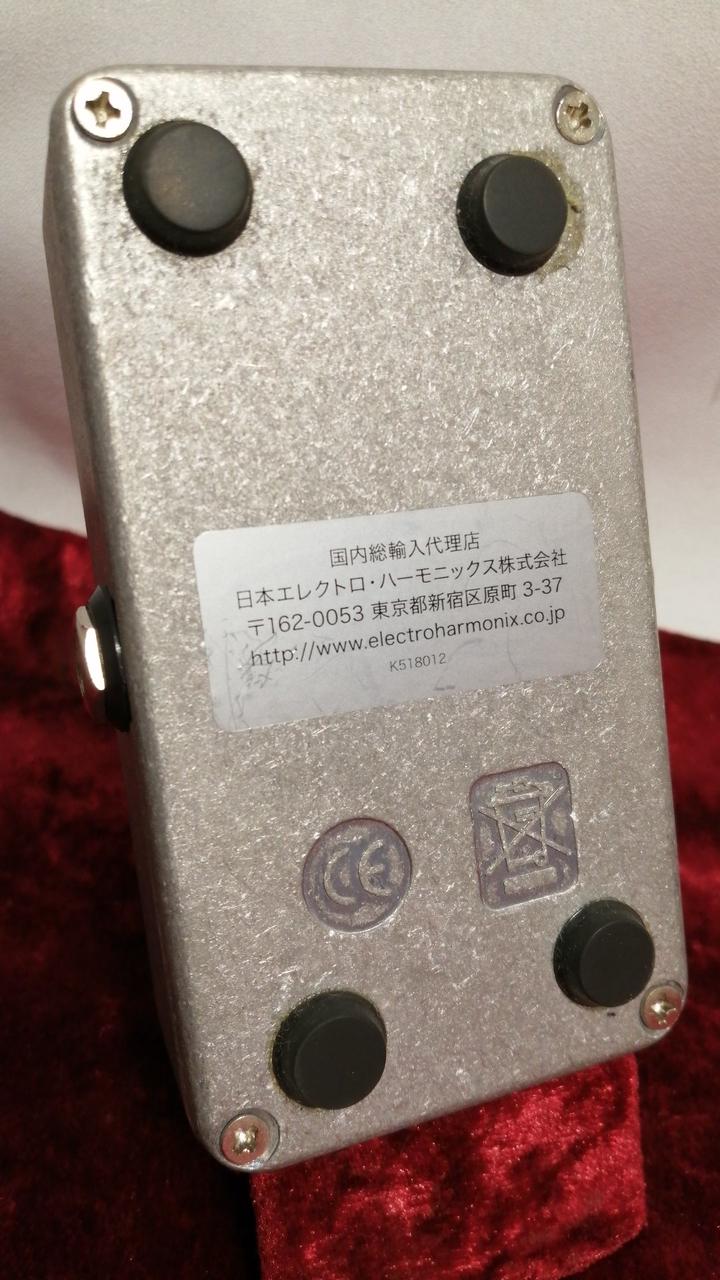 国内総輸入代理店
日本エレクトロ・ハーモニックス株式会社
〒162-0053 東京都新宿区原町 3-37
http://www.electroharmonix.co.jp
K518012
CE